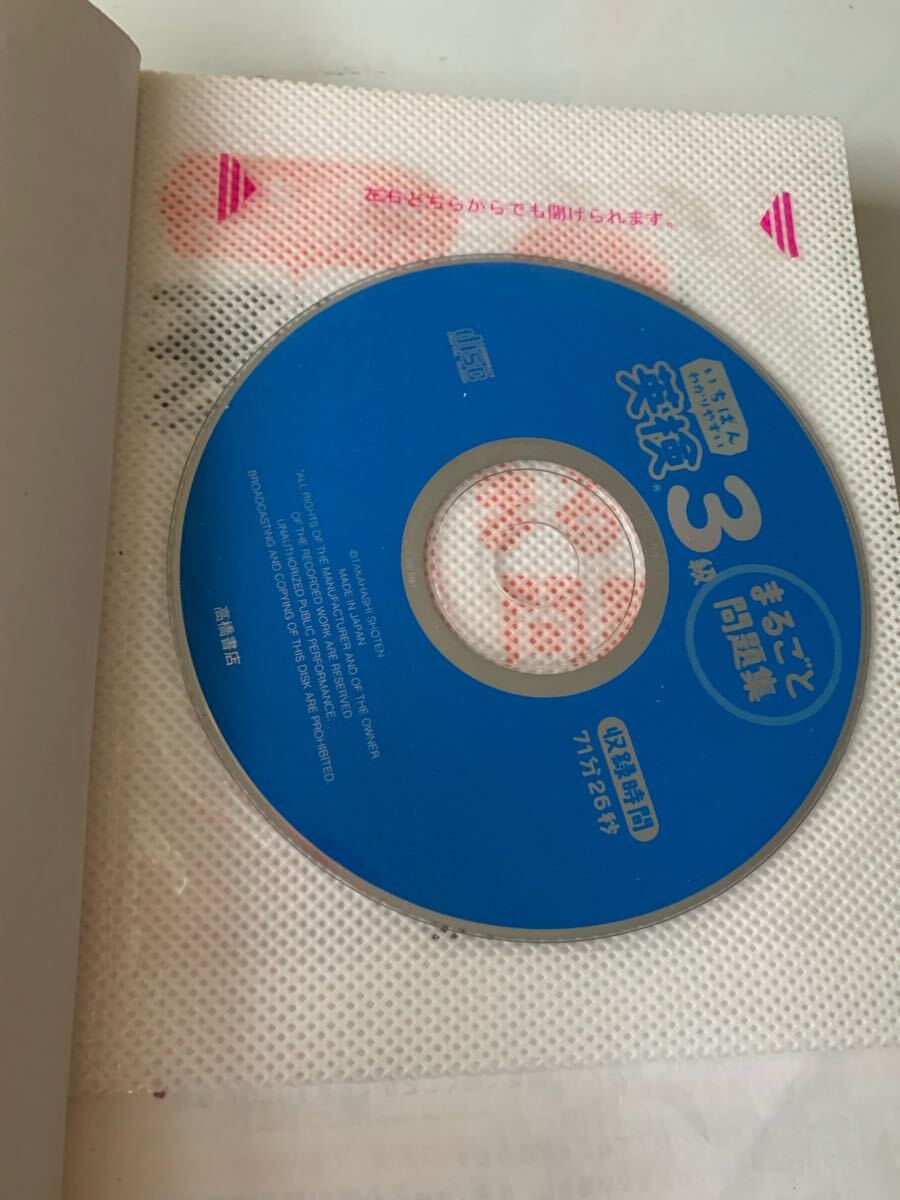 左右どちらからでも開けられます。
いちばん
わかりやすい
英検®
3級
まるごと
問題集
収録時間
71分26秒
disc
©TAKAHASHI SHOTEN
MADE IN JAPAN
"ALL RIGHTS OF THE MANUFACTURER AND OF THE OWNER
OF THE RECORDED WORK ARE RESERVED.
UNAUTHORIZED PUBLIC PERFORMANCE.
BROADCASTING AND COPYING OF THIS DISK ARE PROHIBITED.
高橋書店